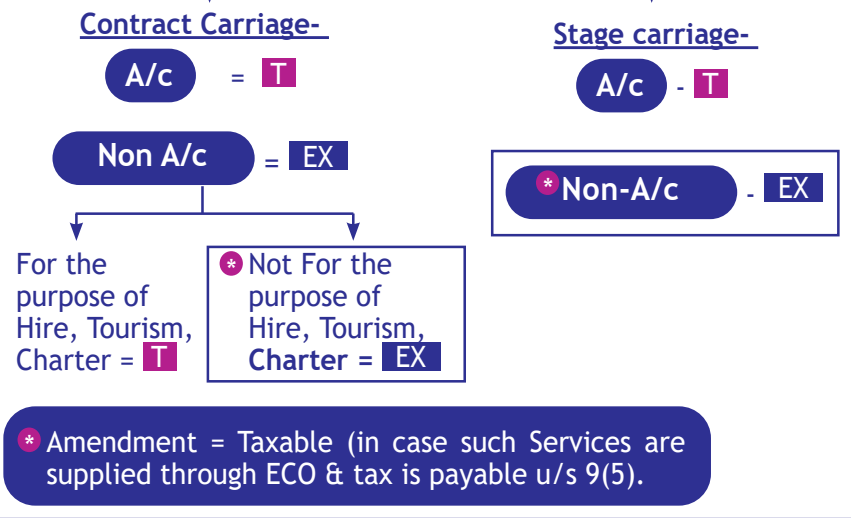 Contract Carriage-
A/c = T
Non A/c = EX
For the
purpose of
Hire, Tourism,
Charter = T
* Not For the
purpose of
Hire, Tourism,
Charter = EX
Stage carriage-
A/c - T
*Non-A/c - EX
* Amendment = Taxable (in case such Services are
supplied through ECO & tax is payable u/s 9(5).